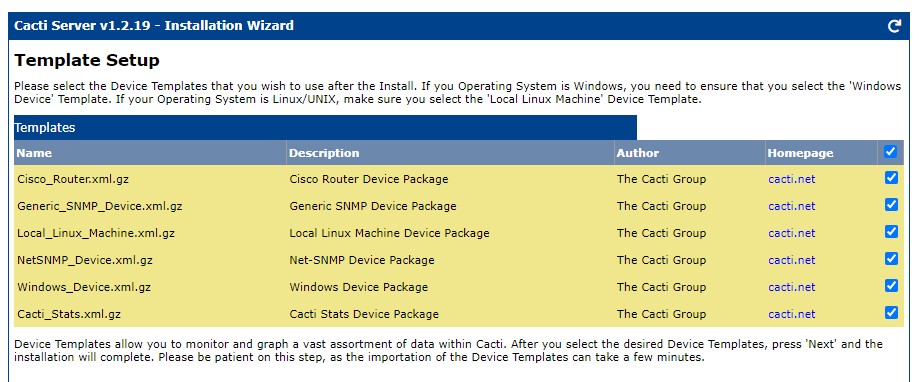 Cacti Server v1.2.19 - Installation Wizard
Template Setup
Please select the Device Templates that you wish to use after the Install. If you Operating System is Windows, you need to ensure that you select the 'Windows
Device' Template. If your Operating System is Linux/UNIX, make sure you select the 'Local Linux Machine' Device Template.
Templates
Name Description Author Homepage
Cisco_Router.xml.gz Cisco Router Device Package The Cacti Group cacti.net
Generic_SNMP_Device.xml.gz Generic SNMP Device Package The Cacti Group cacti.net
Local_Linux_Machine.xml.gz Local Linux Machine Device Package The Cacti Group cacti.net
NetSNMP_Device.xml.gz Net-SNMP Device Package The Cacti Group cacti.net
Windows_Device.xml.gz Windows Device Package The Cacti Group cacti.net
Cacti_Stats.xml.gz Cacti Stats Device Package The Cacti Group cacti.net
Device Templates allow you to monitor and graph a vast assortment of data within Cacti. After you select the desired Device Templates, press 'Next' and the
installation will complete. Please be patient on this step, as the importation of the Device Templates can take a few minutes.